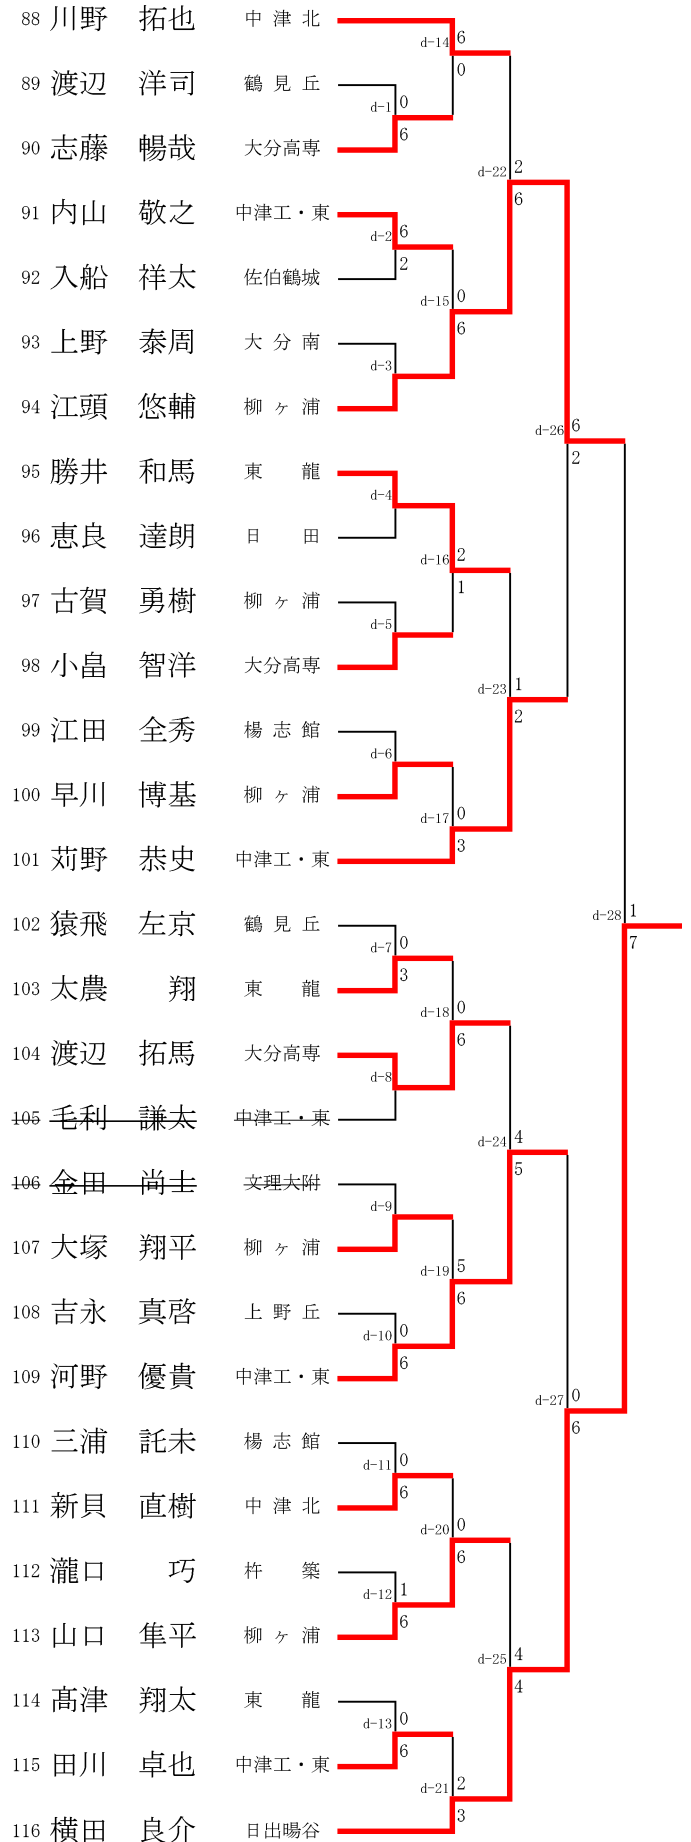 88 川野 拓也 中津北
d-14 6
0
89 渡辺 洋司 鶴見丘
d-1 0
6
90 志藤 暢哉 大分高専
d-22 2
6
91 内山 敬之 中津工・東
d-2 6
2
92 入船 祥太 佐伯鶴城
d-15 0
6
93 上野 泰周 大分南
d-3
94 江頭 悠輔 柳ヶ浦
d-26 6
2
95 勝井 和馬 東龍
d-4
96 恵良 達朗 日田
d-16 2
1
97 古賀 勇樹 柳ヶ浦
d-5
98 小畠 智洋 大分高専
d-23 1
2
99 江田 全秀 楊志館
d-6
100 早川 博基 柳ヶ浦
d-17 0
3
101 苅野 恭史 中津工・東
d-28 1
7
102 猿飛 左京 鶴見丘
d-7 0
3
103 太農 翔 東龍
d-18 0
6
104 渡辺 拓馬 大分高専
d-8
105 毛利 謙太 中津工・東
d-24 4
5
106 金田 尚士 文理大附
d-9
107 大塚 翔平 柳ヶ浦
d-19 5
6
108 吉永 真啓 上野丘
d-10 0
6
109 河野 優貴 中津工・東
d-27 0
6
110 三浦 託未 楊志館
d-11 0
6
111 新貝 直樹 中津北
d-20 0
6
112 瀧口 巧 杵築
d-12 1
6
113 山口 隼平 柳ヶ浦
d-25 4
4
114 髙津 翔太 東龍
d-13 0
6
115 田川 卓也 中津工・東
d-21 2
3
116 横田 良介 日出暘谷